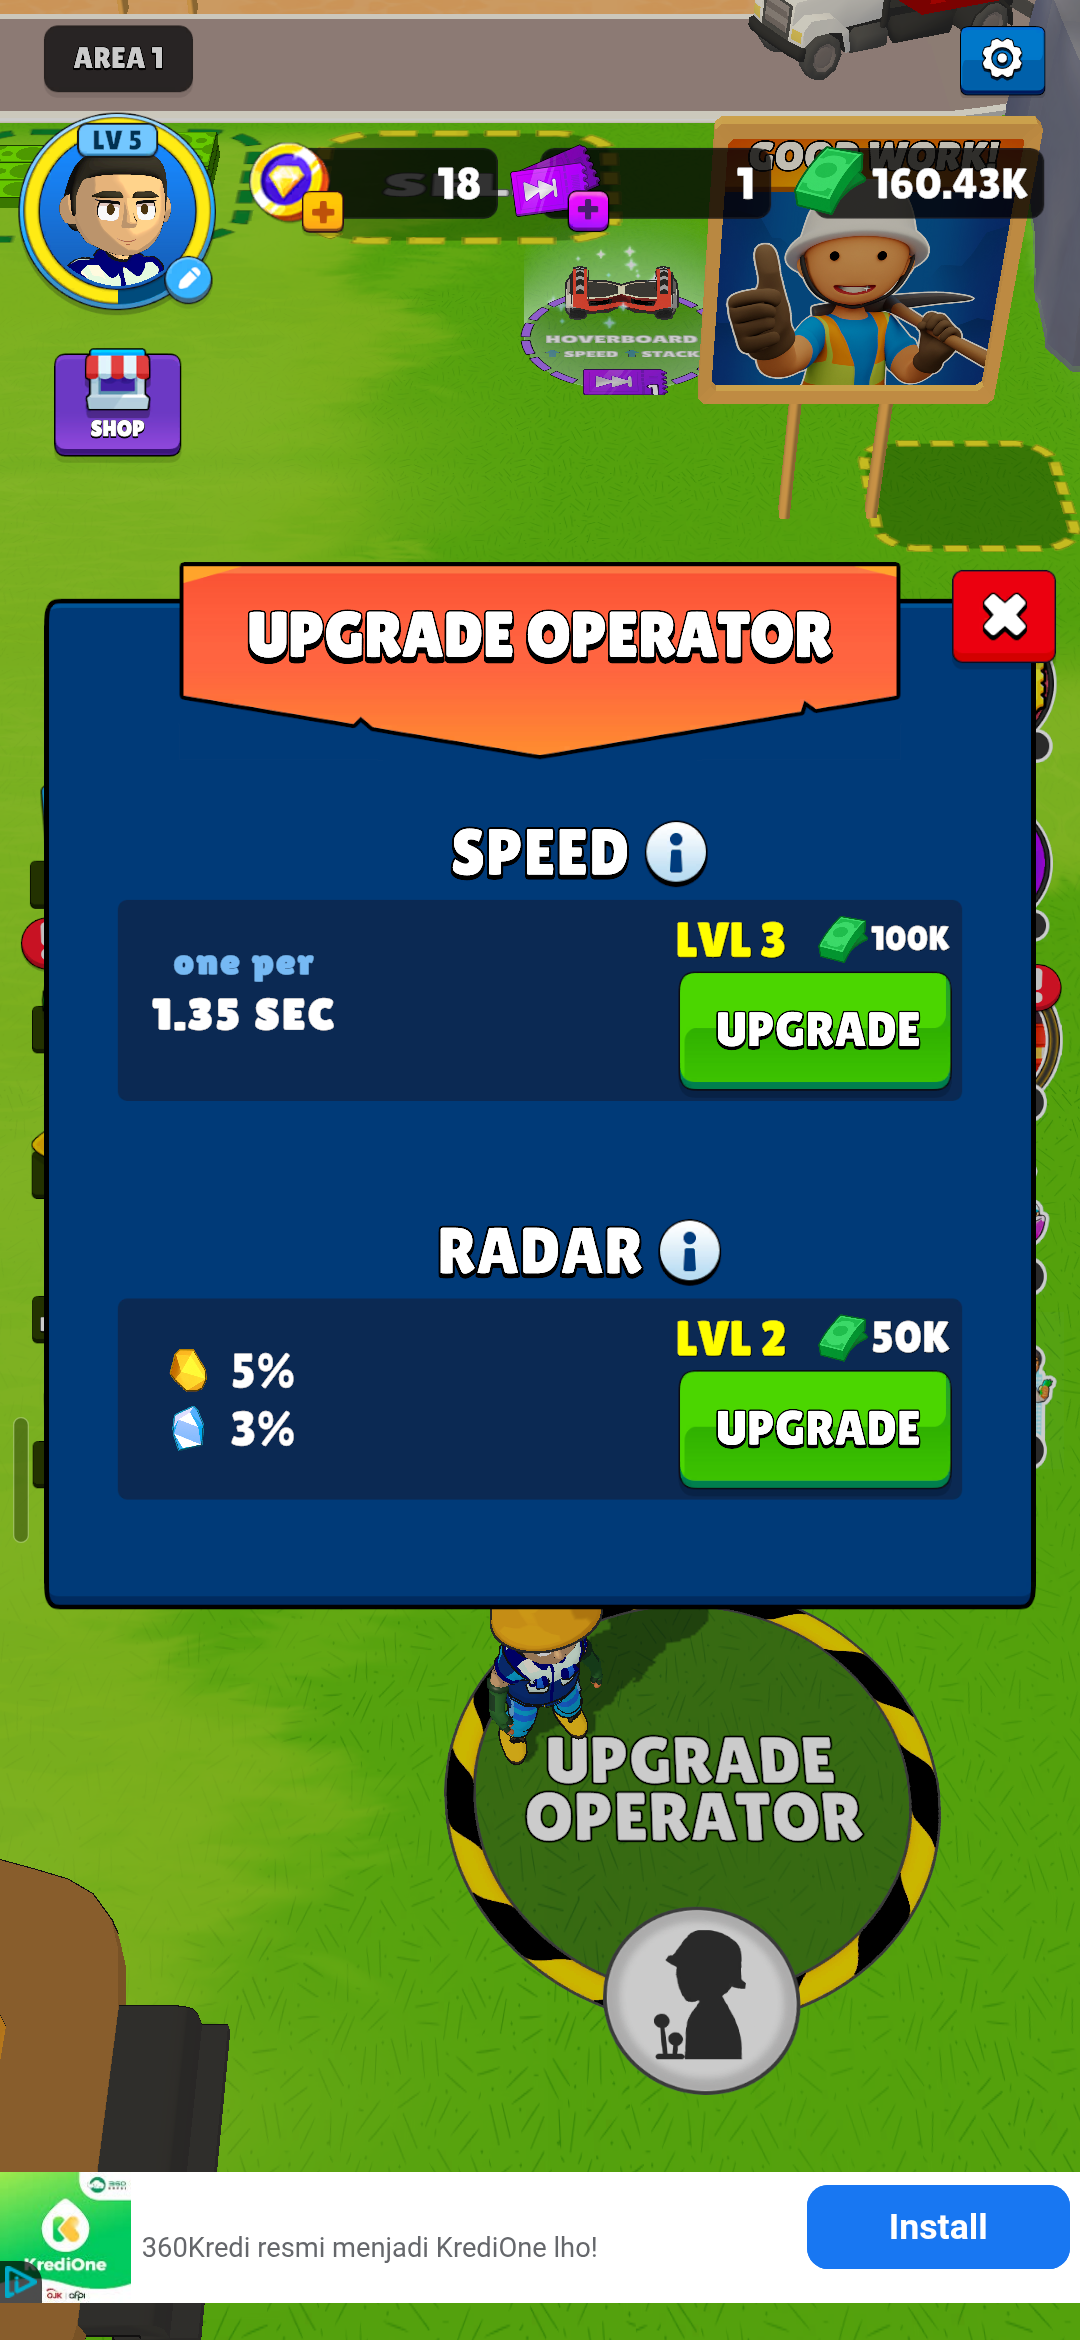 AREA 1
GOOD WORK!
LV 5
18
1
160.43K
HOVERBOARD
SPEED STACK
1
SHOP
UPGRADE OPERATOR
SPEED
one per
1.35 SEC
LVL 3 100K
UPGRADE
RADAR
LVL 2 50K
5%
3%
UPGRADE
UPGRADE
OPERATOR
KrediOne
360Kredi resmi menjadi KrediOne lho!
Install